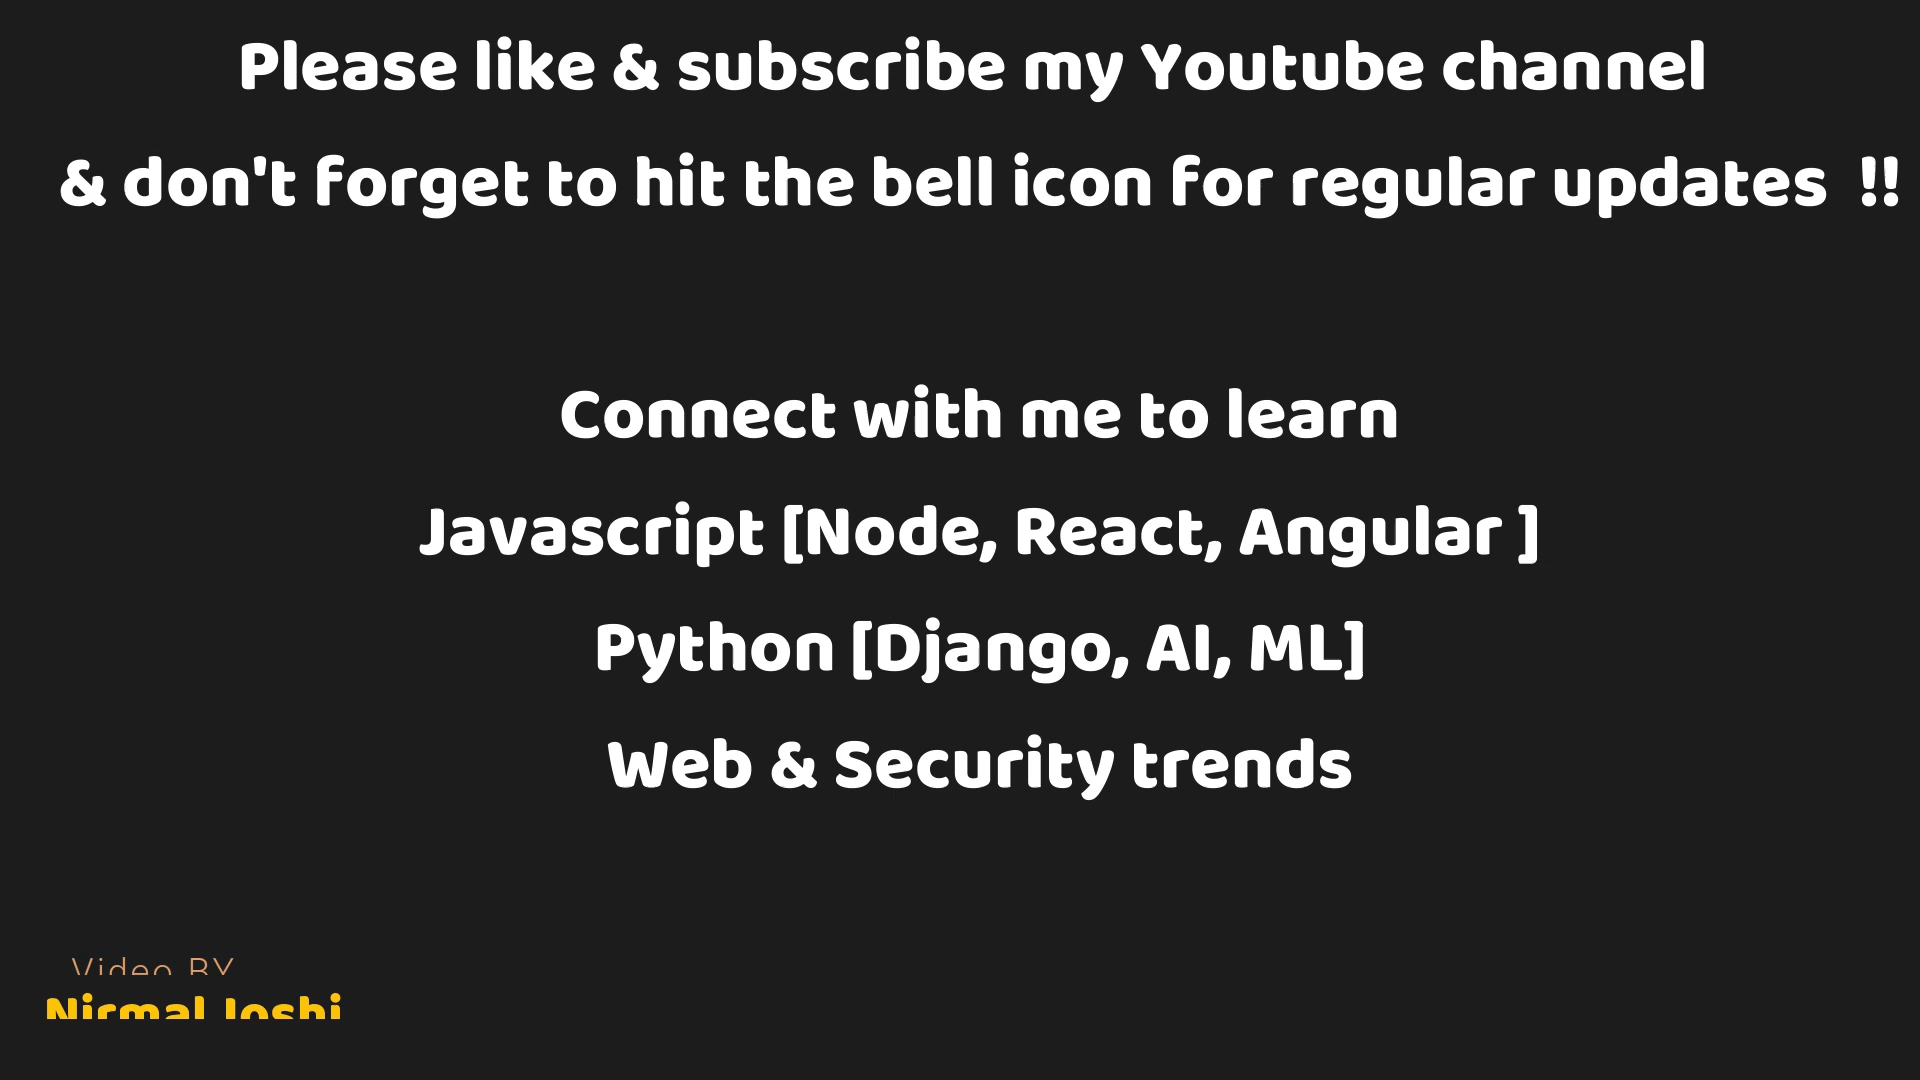 Please like & subscribe my Youtube channel
& don't forget to hit the bell icon for regular updates  !!
Connect with me to learn
Javascript [Node, React, Angular ]
Python [Django, AI, ML]
Web & Security trends
Video BY
Nirmal Joshi